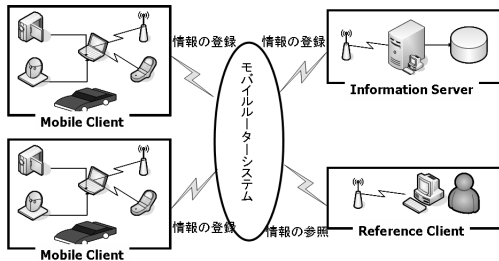 情報の登録
情報の登録
Mobile Client
Information Server
モバイルルーターシステム
情報の登録
情報の参照
Mobile Client
Reference Client